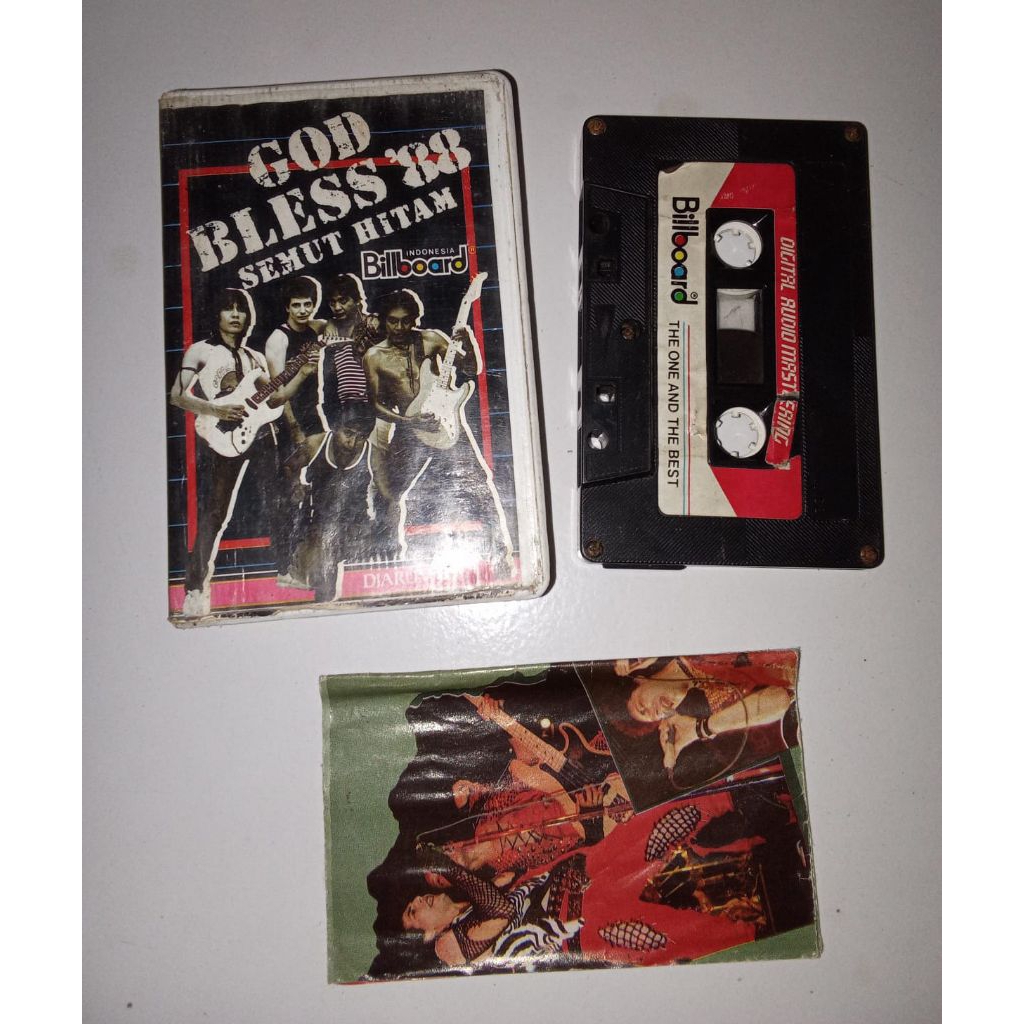 GOD
BLESS '88
SEMUT HITAM
INDONESIA
Billboard®
Billboard®
THE ONE AND THE BEST
DIGITAL AUDIO MASTERING